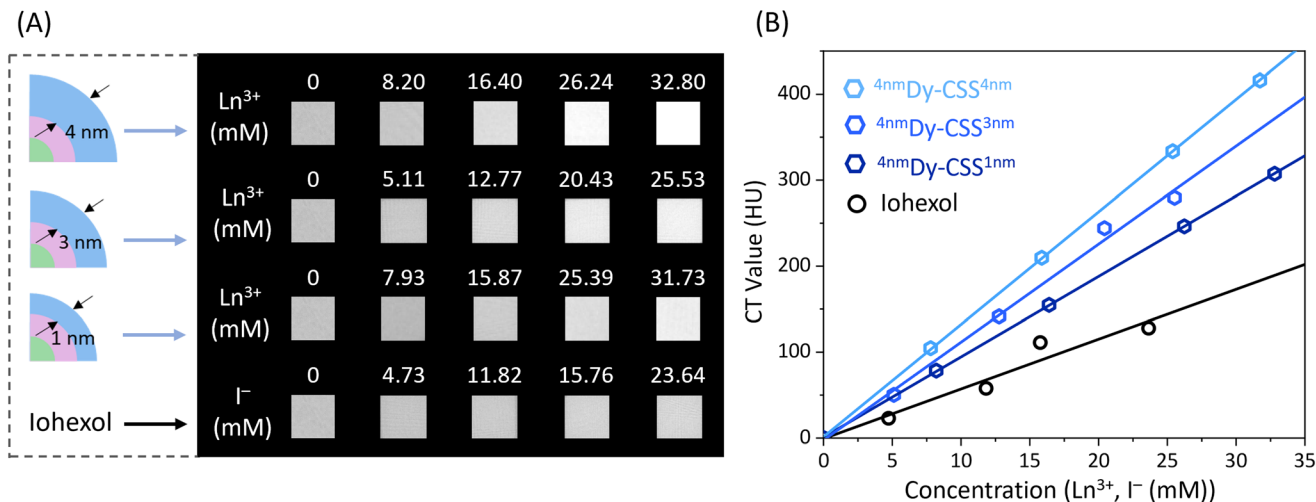 (A)
4 nm
3 nm
1 nm
Iohexol
0 8.20 16.40 26.24 32.80
Ln³⁺
(mM)
0 5.11 12.77 20.43 25.53
Ln³⁺
(mM)
0 7.93 15.87 25.39 31.73
Ln³⁺
(mM)
0 4.73 11.82 15.76 23.64
I⁻
(mM)
(B)
CT Value (HU)
400
300
200
100
0
⁴ⁿᵐDy-CSS⁴ⁿᵐ
⁴ⁿᵐDy-CSS³ⁿᵐ
⁴ⁿᵐDy-CSS¹ⁿᵐ
Iohexol
0 5 10 15 20 25 30 35
Concentration (Ln³⁺, I⁻ (mM))